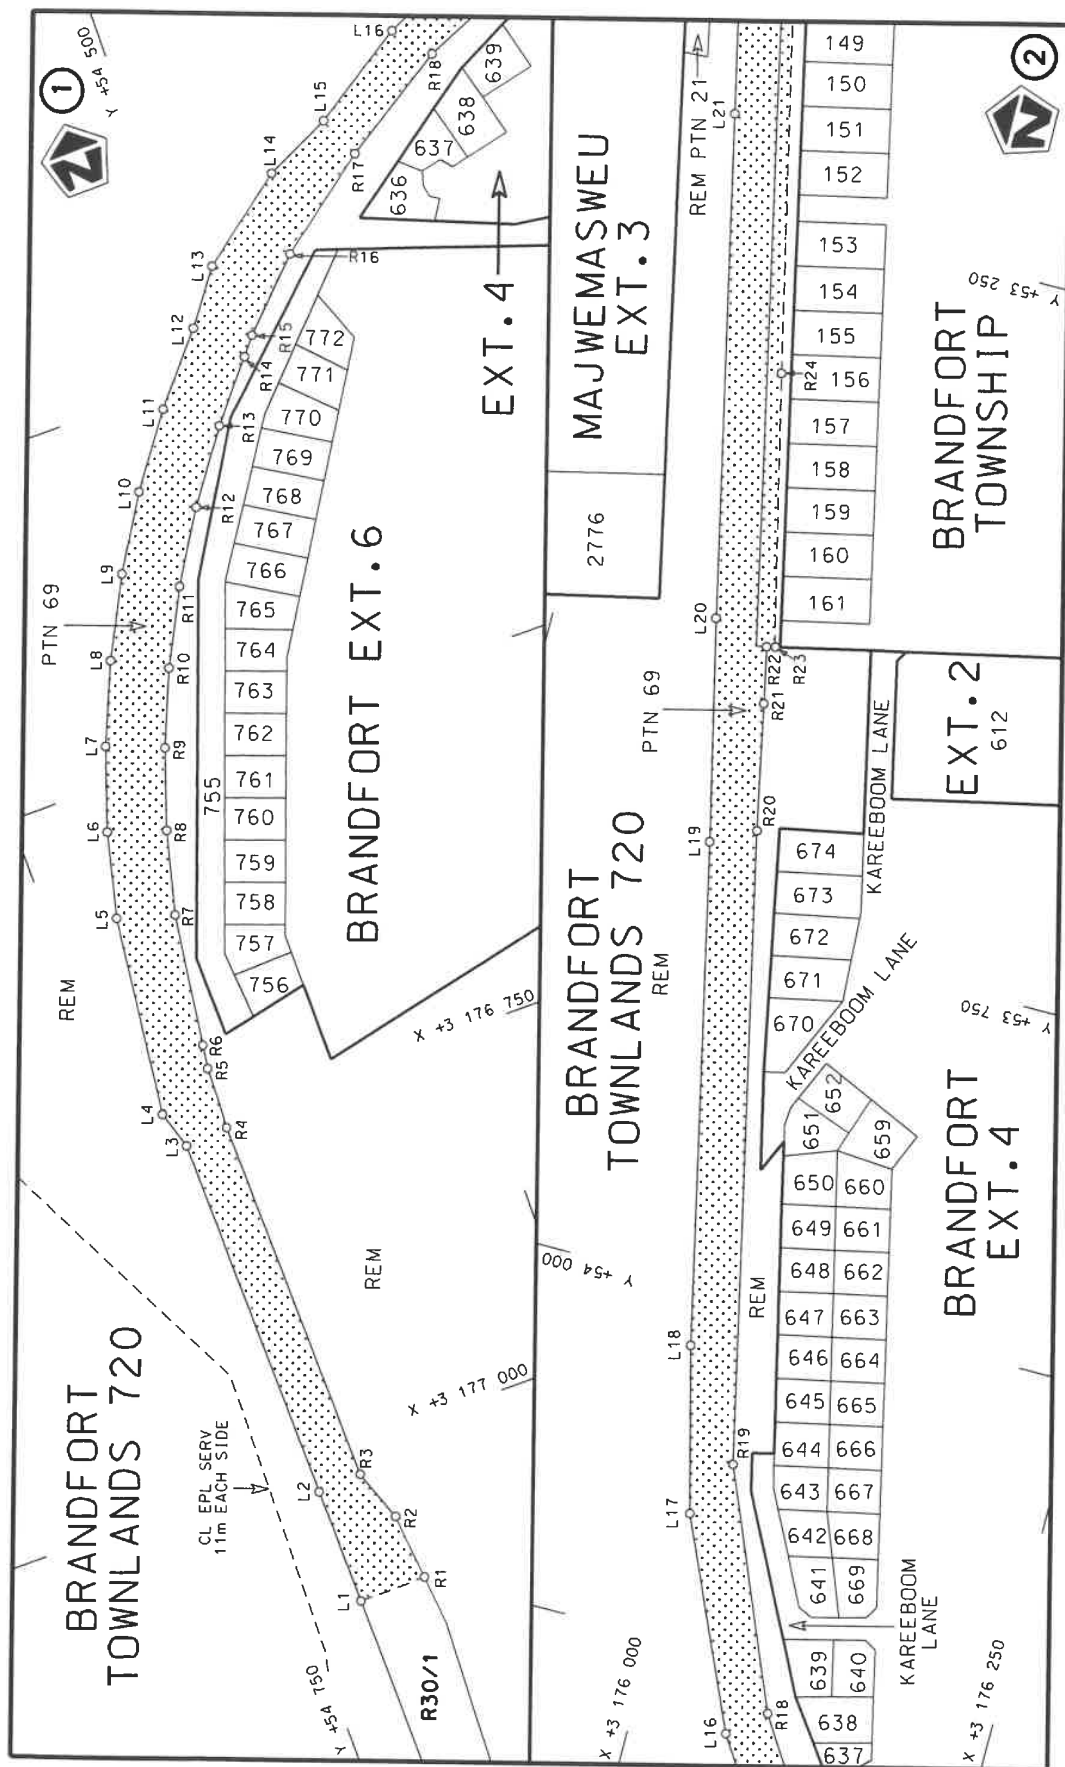 1
Y +54 500
BRANDFORT
TOWNLANDS 720
CL EPL SERV
11m EACH SIDE
Y +54 750
R30/1
REM
PTN 69
REM
L1
L2
L3
L4
L5
L6
L7
L8
L9
L10
L11
L12
L13
L14
L15
L16
R1
R2
R3
R4
R5
R6
R7
R8
R9
R10
R11
R12
R13
R14
R15
R16
R17
R18
X +3 177 000
X +3 176 750
755
756
757
758
759
760
761
762
763
764
765
766
767
768
769
770
771
772
BRANDFORT EXT.6
636
637
638
639
EXT.4
2
N
BRANDFORT
TOWNLANDS 720
REM
PTN 69
2776
MAJWEMASWEU
EXT.3
REM PTN 21
L16
L17
L18
L19
L20
L21
R18
R19
R20
R21
R22
R23
R24
REM
X +3 176 000
Y +54 000
X +3 176 250
Y +53 750
Y +53 250
637
638
639
640
641
642
643
644
645
646
647
648
649
650
651
652
659
660
661
662
663
664
665
666
667
668
669
670
671
672
673
674
KAREEBOOM
LANE
KAREEBOOM LANE
KAREEBOOM LANE
BRANDFORT
EXT.4
EXT.2
612
161
160
159
158
157
156
155
154
153
152
151
150
149
BRANDFORT
TOWNSHIP